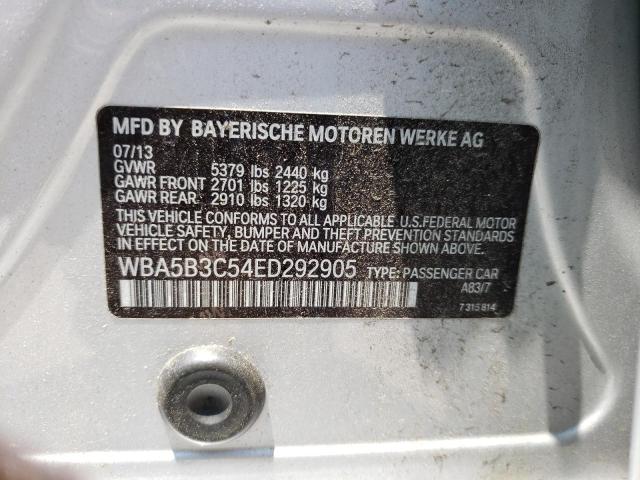 MFD BY BAYERISCHE MOTOREN WERKE AG
07/13
GVWR 5379 lbs 2440 kg
GAWR FRONT 2701 lbs 1225 kg
GAWR REAR. 2910 lbs 1320 kg
THIS VEHICLE CONFORMS TO ALL APPLICABLE U.S.FEDERAL MOTOR
VEHICLE SAFETY, BUMPER, AND THEFT PREVENTION STANDARDS
IN EFFECT ON THE DATE OF MANUFACTURE SHOWN ABOVE.
WBA5B3C54ED292905 TYPE: PASSENGER CAR
A83/7
7315814